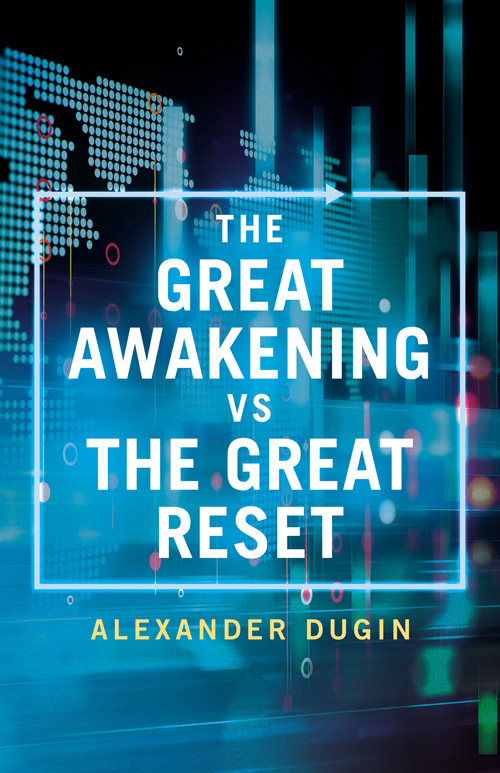 THE
GREAT
AWAKENING
VS
THE GREAT
RESET
ALEXANDER DUGIN